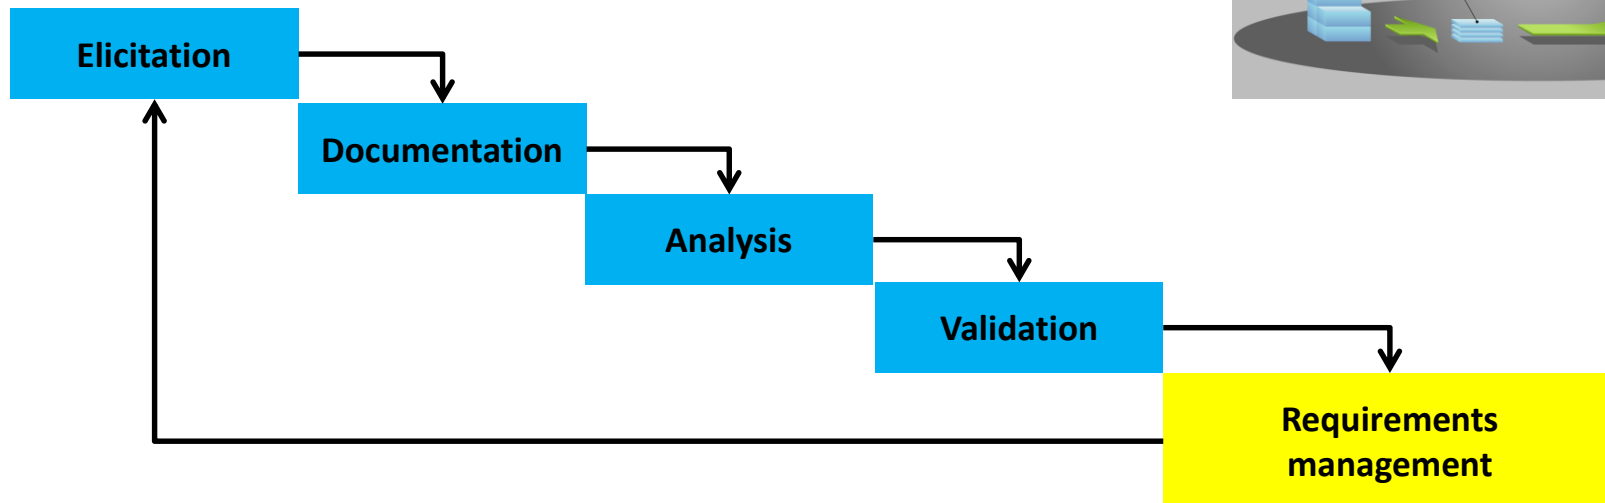 Elicitation
Documentation
Analysis
Validation
Requirements
management